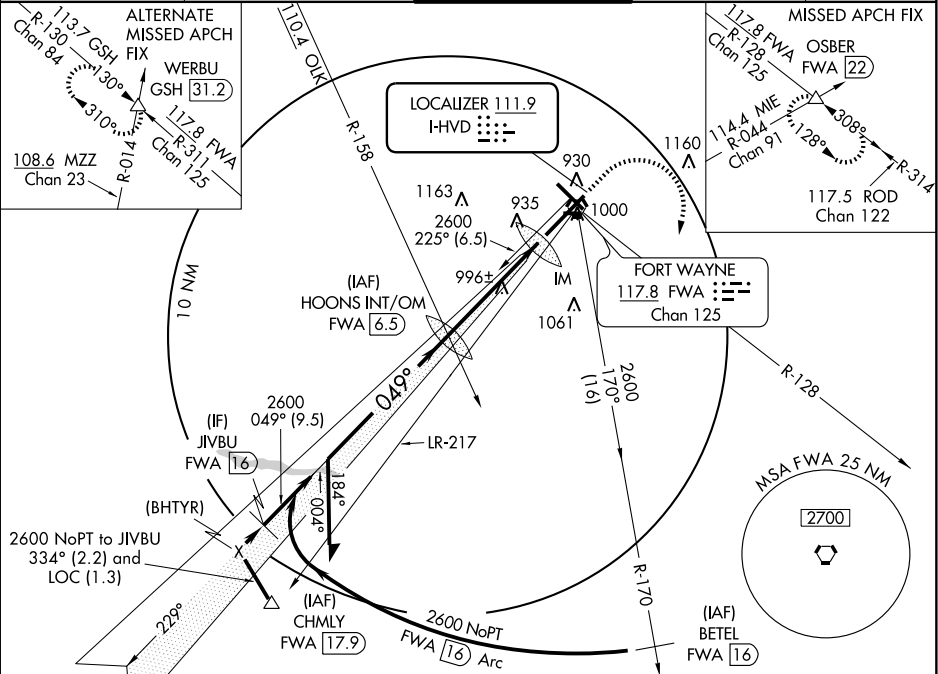 113.7 GSH
R-130
Chan 84
ALTERNATE
MISSED APCH
FIX
WERBU
GSH 31.2
130°
310°
117.8 FWA
R-311
Chan 125
R-014
108.6 MZZ
Chan 23
110.4 OLK
R-158
LOCALIZER 111.9
I-HVD
MISSED APCH FIX
117.8 FWA
R-128
Chan 125
OSBER
FWA 22
114.4 MIE
R-044
Chan 91
308°
128°
R-314
117.5 ROD
Chan 122
930
1160
1163
935
1000
2600
225° (6.5)
996±
IM
10 NM
(IAF)
HOONS INT/OM
FWA 6.5
FORT WAYNE
117.8 FWA
Chan 125
1061
2600
170°
(16)
R-128
049°
2600
049° (9.5)
(IF)
JIVBU
FWA 16
LR-217
184°
004°
(BHTYR)
2600 NoPT to JIVBU
334° (2.2) and
LOC (1.3)
229°
(IAF)
CHMLY
FWA 17.9
2600 NoPT
FWA 16 Arc
R-170
(IAF)
BETEL
FWA 16
MSA FWA 25 NM
2700